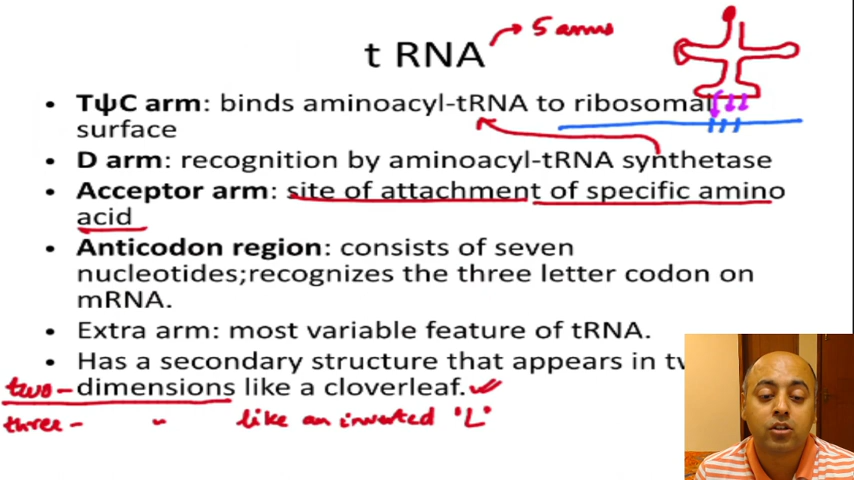 t RNA → 5 arms
• TψC arm: binds aminoacyl-tRNA to ribosomal
surface
• D arm: recognition by aminoacyl-tRNA synthetase
• Acceptor arm: site of attachment of specific amino
acid
• Anticodon region: consists of seven
nucleotides;recognizes the three letter codon on
mRNA.
• Extra arm: most variable feature of tRNA.
• Has a secondary structure that appears in
two- dimensions like a cloverleaf. ✓
three- " like an inverted 'L'